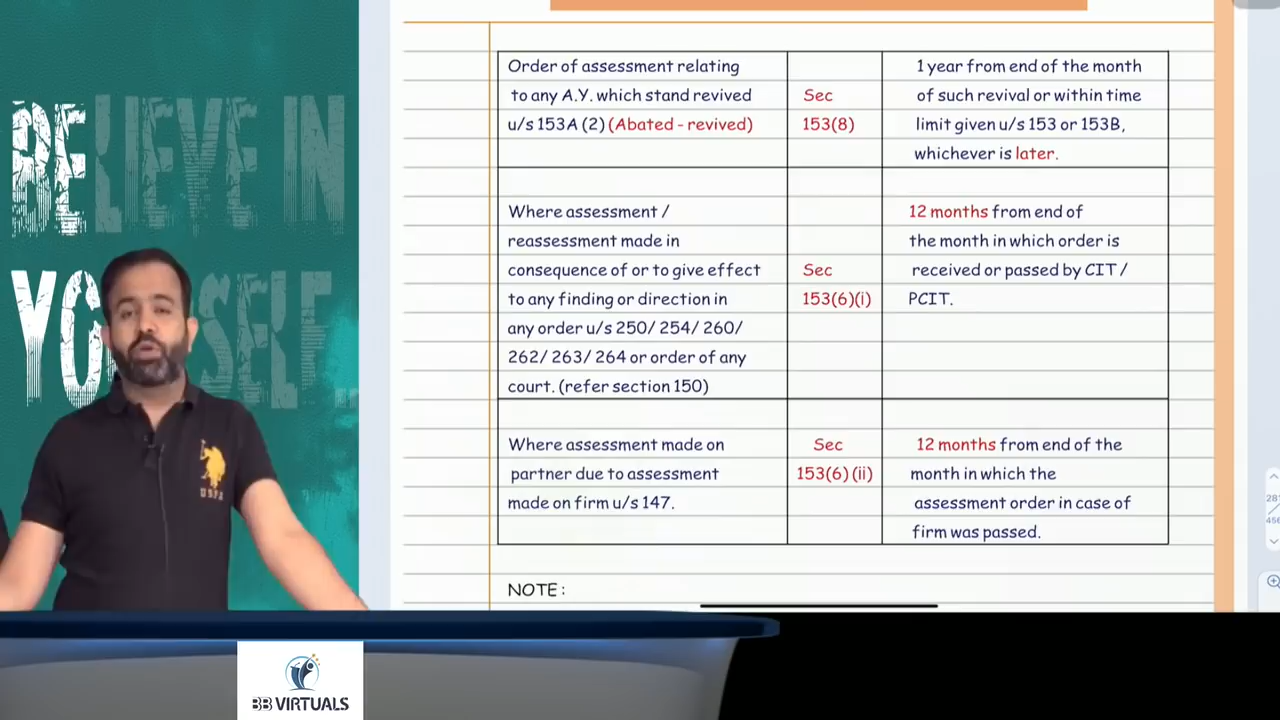 BELIEVE IN
YOURSELF...
USPA
Order of assessment relating
to any A.Y. which stand revived
u/s 153A (2) (Abated - revived)
Sec
153(8)
1 year from end of the month
of such revival or within time
limit given u/s 153 or 153B,
whichever is later.
Where assessment /
reassessment made in
consequence of or to give effect
to any finding or direction in
any order u/s 250/ 254/ 260/
262/ 263/ 264 or order of any
court. (refer section 150)
Sec
153(6)(i)
12 months from end of
the month in which order is
received or passed by CIT /
PCIT.
Where assessment made on
partner due to assessment
made on firm u/s 147.
Sec
153(6) (ii)
12 months from end of the
month in which the
assessment order in case of
firm was passed.
NOTE :
BB VIRTUALS